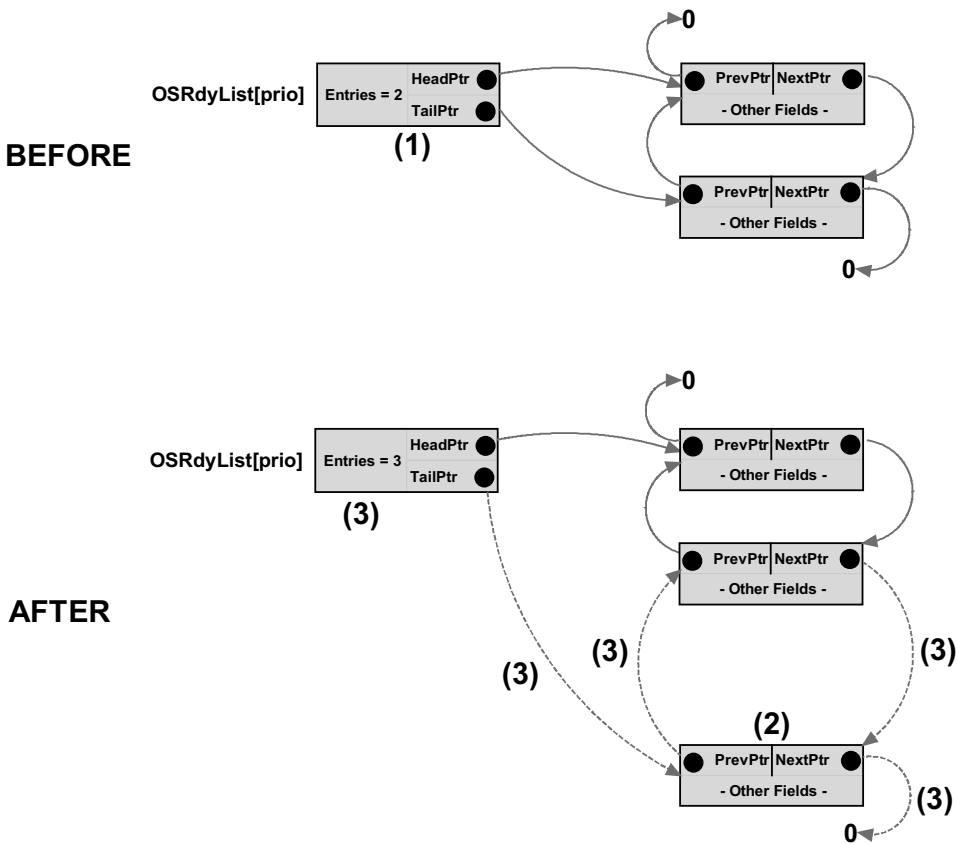 0
HeadPtr
PrevPtr NextPtr
OSRdyList[prio]
Entries = 2
TailPtr
- Other Fields -
(1)
BEFORE
PrevPtr NextPtr
- Other Fields -
0
0
HeadPtr
PrevPtr NextPtr
OSRdyList[prio]
Entries = 3
TailPtr
- Other Fields -
(3)
PrevPtr NextPtr
- Other Fields -
AFTER
(3)
(3)
(3)
(2)
PrevPtr NextPtr
- Other Fields -
(3)
0